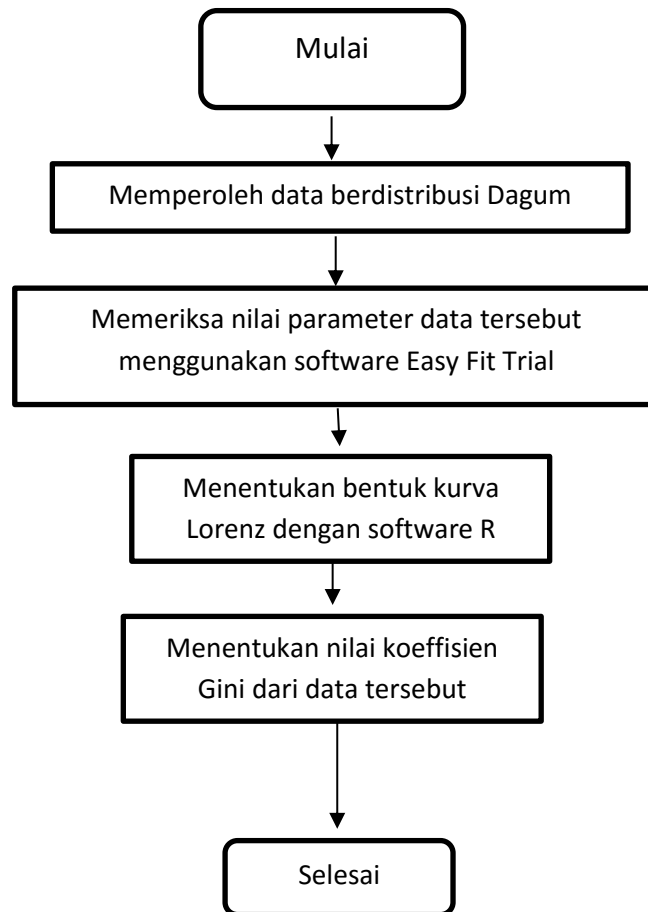 Mulai
Memperoleh data berdistribusi Dagum
Memeriksa nilai parameter data tersebut
menggunakan software Easy Fit Trial
Menentukan bentuk kurva
Lorenz dengan software R
Menentukan nilai koeffisien
Gini dari data tersebut
Selesai